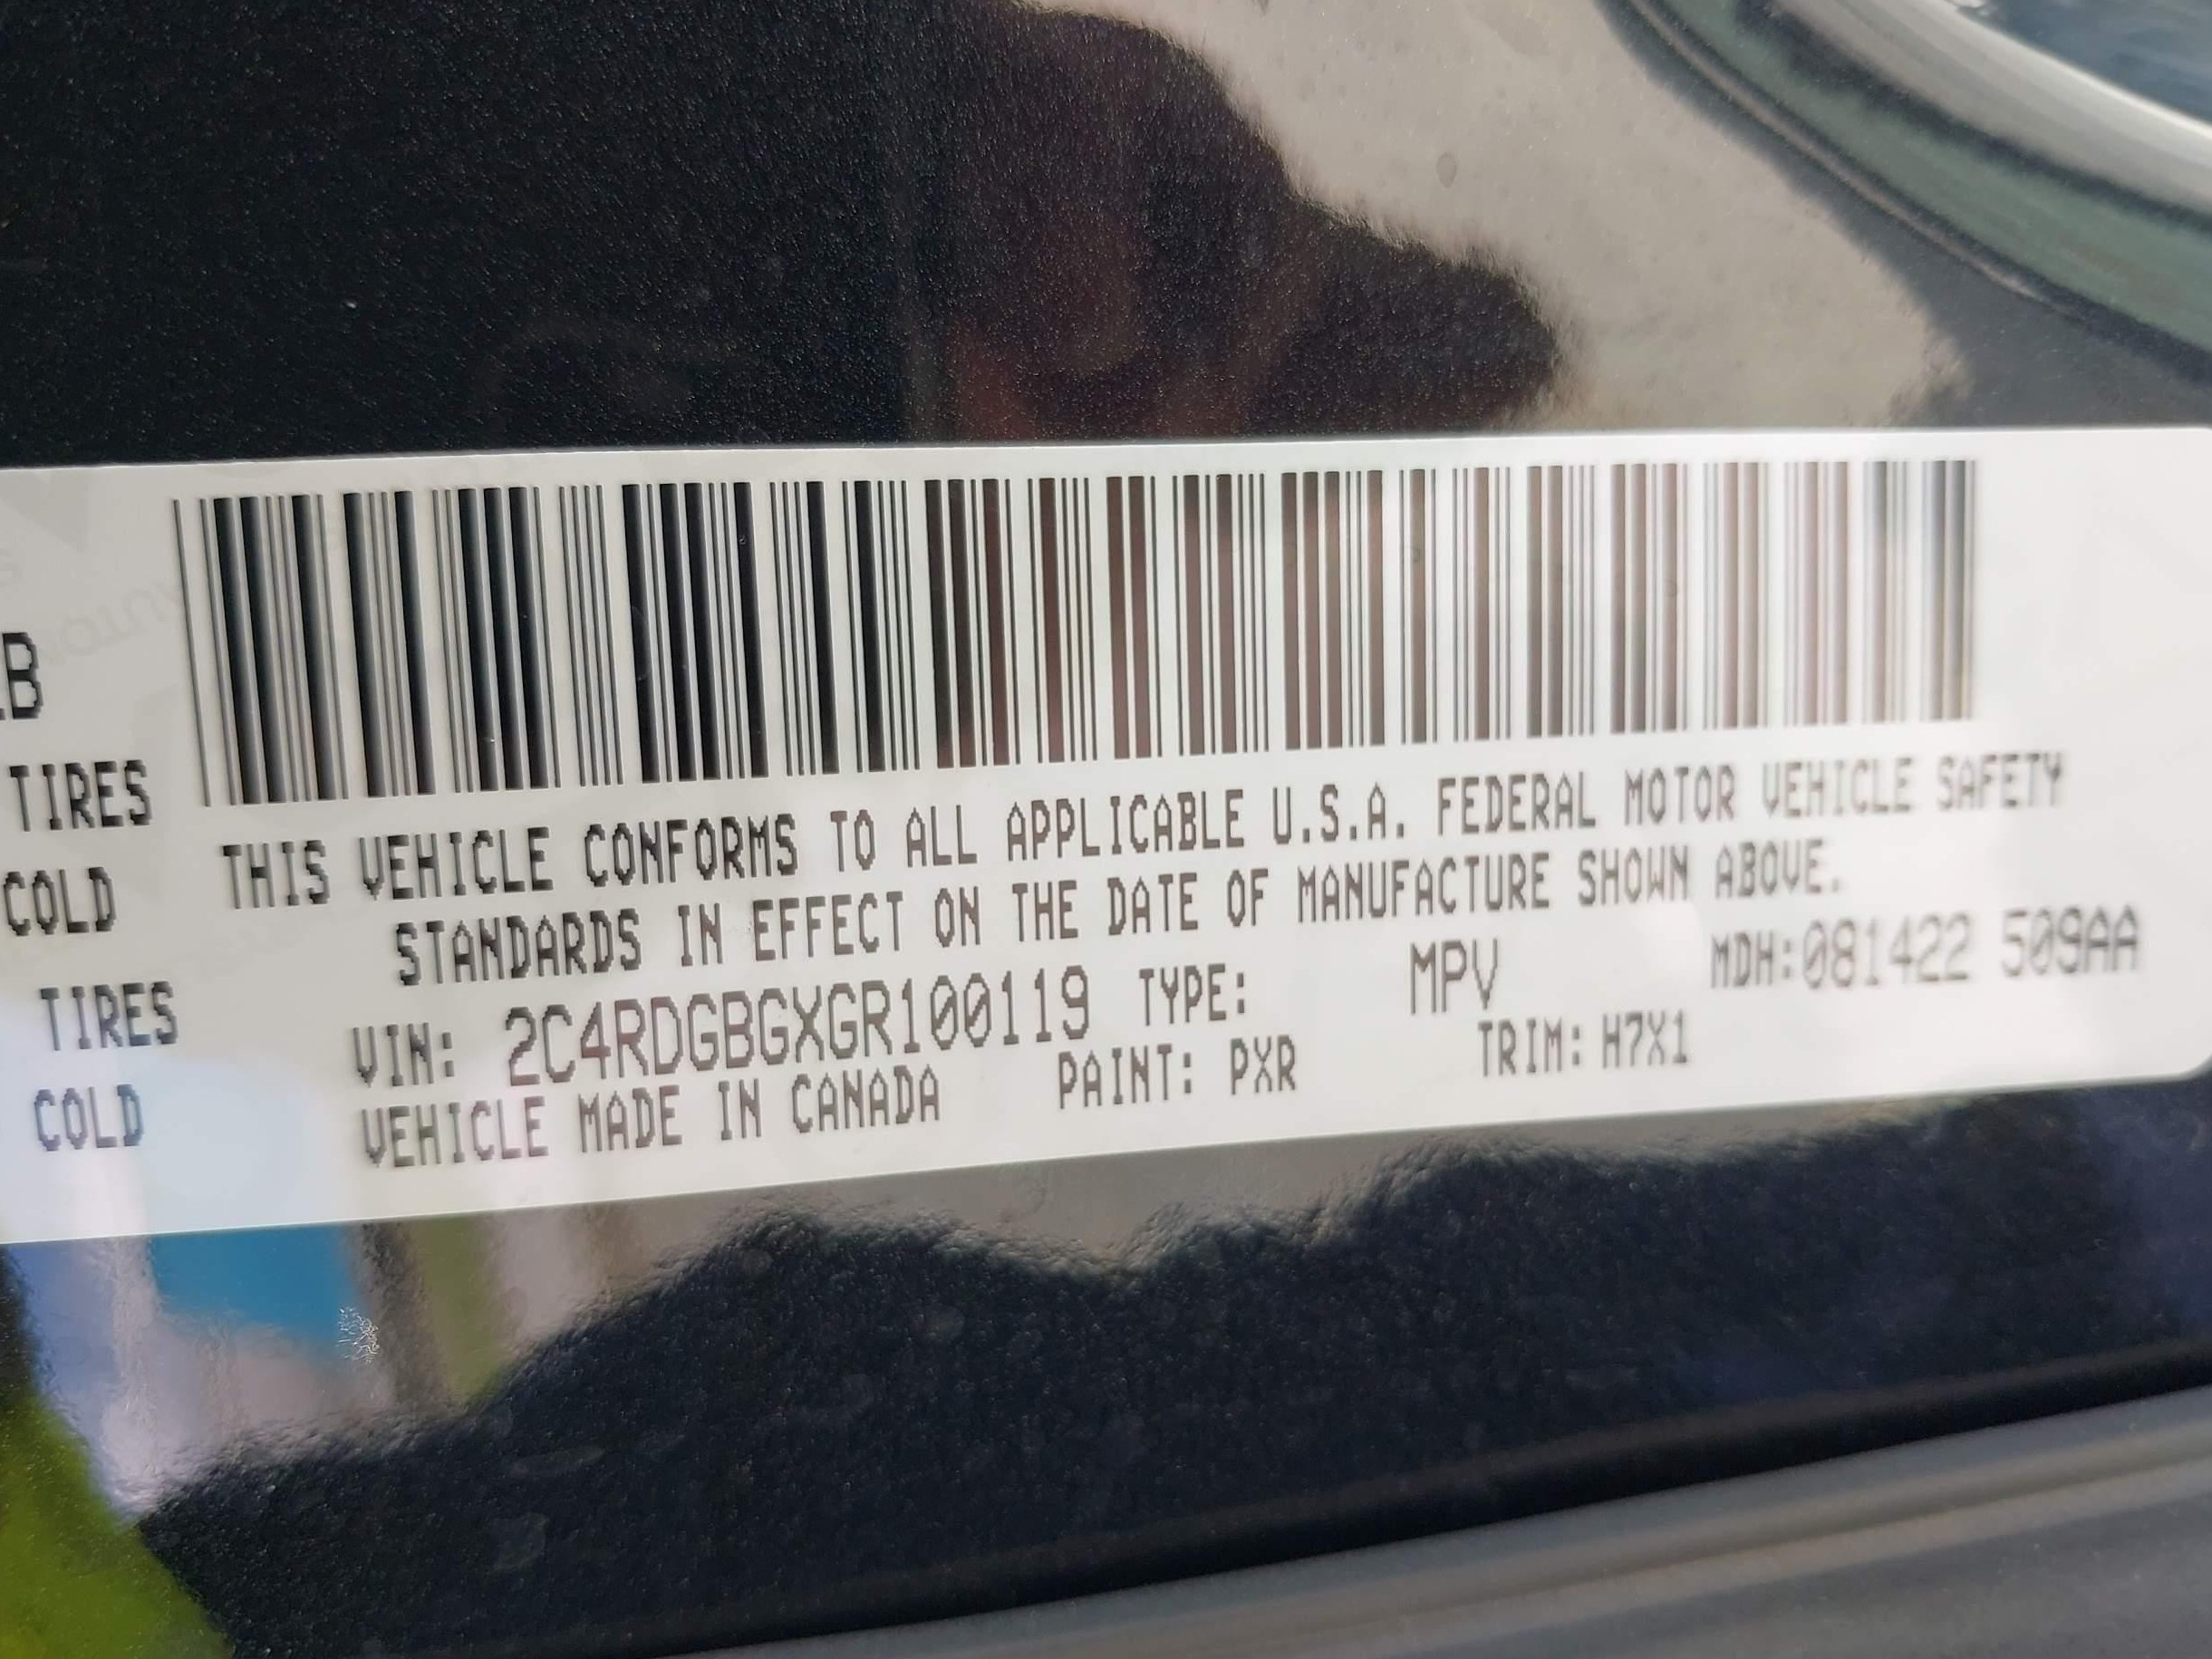 B
TIRES
COLD
TIRES
COLD
THIS VEHICLE CONFORMS TO ALL APPLICABLE U.S.A. FEDERAL MOTOR VEHICLE SAFETY
STANDARDS IN EFFECT ON THE DATE OF MANUFACTURE SHOWN ABOVE.
VIN: 2C4RDGBGXGR100119 TYPE: MPV MDH:081422 509AA
VEHICLE MADE IN CANADA PAINT: PXR TRIM: H7X1